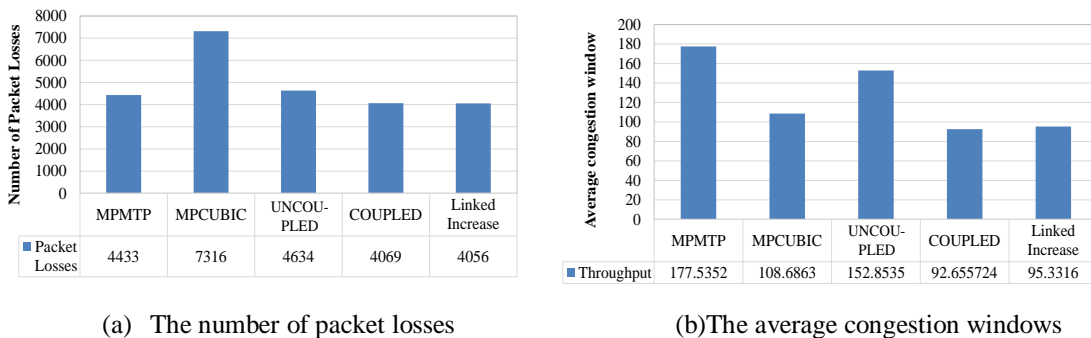 Number of Packet Losses
8000
7000
6000
5000
4000
3000
2000
1000
0
MPMTP
MPCUBIC
UNCOU-
PLED
COUPLED
Linked
Increase
Packet
Losses
4433
7316
4634
4069
4056
(a) The number of packet losses
Average congestion window
200
180
160
140
120
100
80
60
40
20
0
MPMTP
MPCUBIC
UNCOU-
PLED
COUPLED
Linked
Increase
Throughput
177.5352
108.6863
152.8535
92.655724
95.3316
(b)The average congestion windows